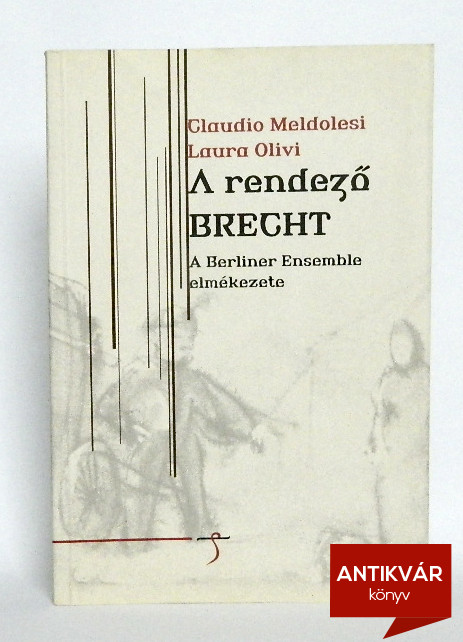 Claudio Meldolesi
Laura Olivi
A rendező
BRECHT
A Berliner Ensemble
elmékezete
ANTIKVÁR
könyv